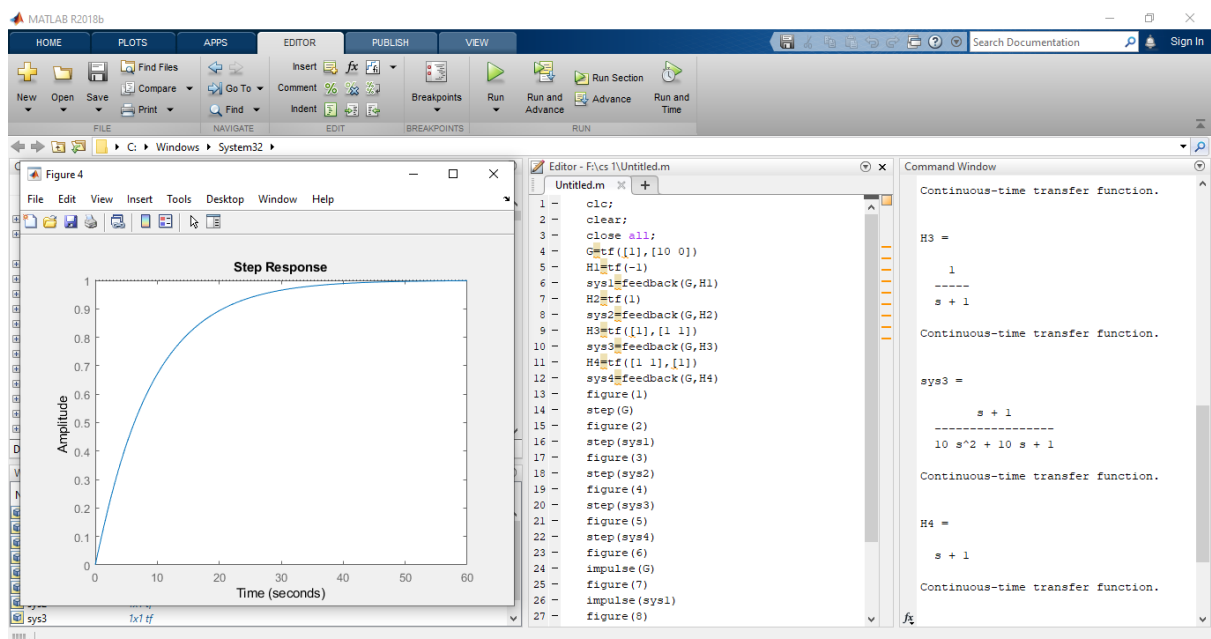 MATLAB R2018b
HOME PLOTS APPS EDITOR PUBLISH VIEW
Search Documentation
Sign In
New Open Save
Find Files
Compare
Print
Go To
Find
Insert fx
Comment
Indent
Breakpoints
Run
Run and Advance
Run Section
Advance
Run and Time
FILE NAVIGATE EDIT BREAKPOINTS RUN
C: Windows System32
Figure 4
File Edit View Insert Tools Desktop Window Help
Step Response
Amplitude
1
0.9
0.8
0.7
0.6
0.5
0.4
0.3
0.2
0.1
0
0 10 20 30 40 50 60
Time (seconds)
sys3 1x1 tf
Editor - F:\cs 1\Untitled.m
Untitled.m
1 - clc;
2 - clear;
3 - close all;
4 - G=tf([1],[10 0])
5 - H1=tf(-1)
6 - sys1=feedback(G,H1)
7 - H2=tf(1)
8 - sys2=feedback(G,H2)
9 - H3=tf([1],[1 1])
10 - sys3=feedback(G,H3)
11 - H4=tf([1 1],[1])
12 - sys4=feedback(G,H4)
13 - figure(1)
14 - step(G)
15 - figure(2)
16 - step(sys1)
17 - figure(3)
18 - step(sys2)
19 - figure(4)
20 - step(sys3)
21 - figure(5)
22 - step(sys4)
23 - figure(6)
24 - impulse(G)
25 - figure(7)
26 - impulse(sys1)
27 - figure(8)
Command Window
Continuous-time transfer function.
H3 =
1
-----
s + 1
Continuous-time transfer function.
sys3 =
s + 1
-----------------
10 s^2 + 10 s + 1
Continuous-time transfer function.
H4 =
s + 1
Continuous-time transfer function.
fx